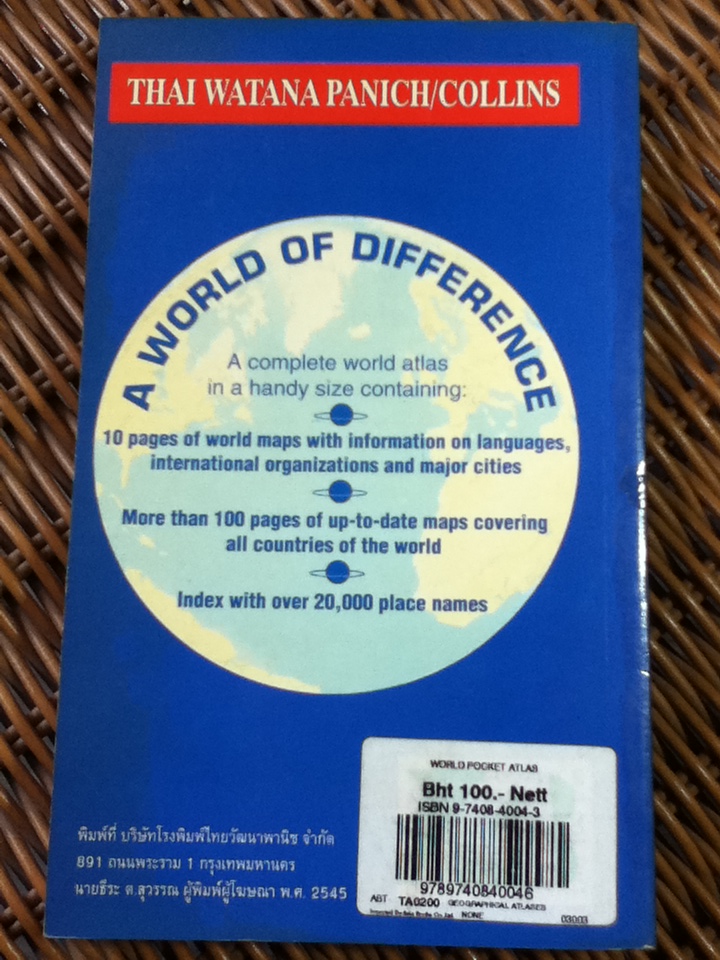 THAI WATANA PANICH/COLLINS
A WORLD OF DIFFERENCE
A complete world atlas
in a handy size containing:
10 pages of world maps with information on languages,
international organizations and major cities
More than 100 pages of up-to-date maps covering
all countries of the world
Index with over 20,000 place names
WORLD POCKET ATLAS
Bht 100.- Nett
ISBN 9-7408-4004-3
9789740840046
ABT TA0200 GEOGRAPHICAL ATLASES
Imported By Asia Books Co.,Ltd. NONE 03003
พิมพ์ที่ บริษัทโรงพิมพ์ไทยวัฒนาพานิช จำกัด
891 ถนนพระราม 1 กรุงเทพมหานคร
นายธีระ ต.สุวรรณ ผู้พิมพ์ผู้โฆษณา พ.ศ. 2545